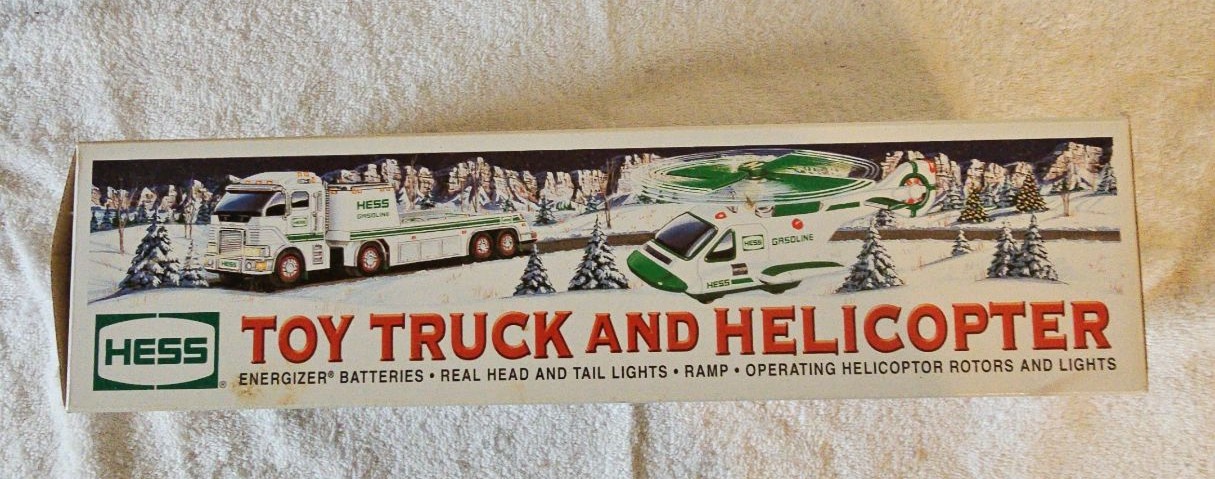 HESS
GASOLINE
HESS
GASOLINE
HESS
HESS®
TOY TRUCK AND HELICOPTER
ENERGIZER® BATTERIES • REAL HEAD AND TAIL LIGHTS • RAMP • OPERATING HELICOPTOR ROTORS AND LIGHTS